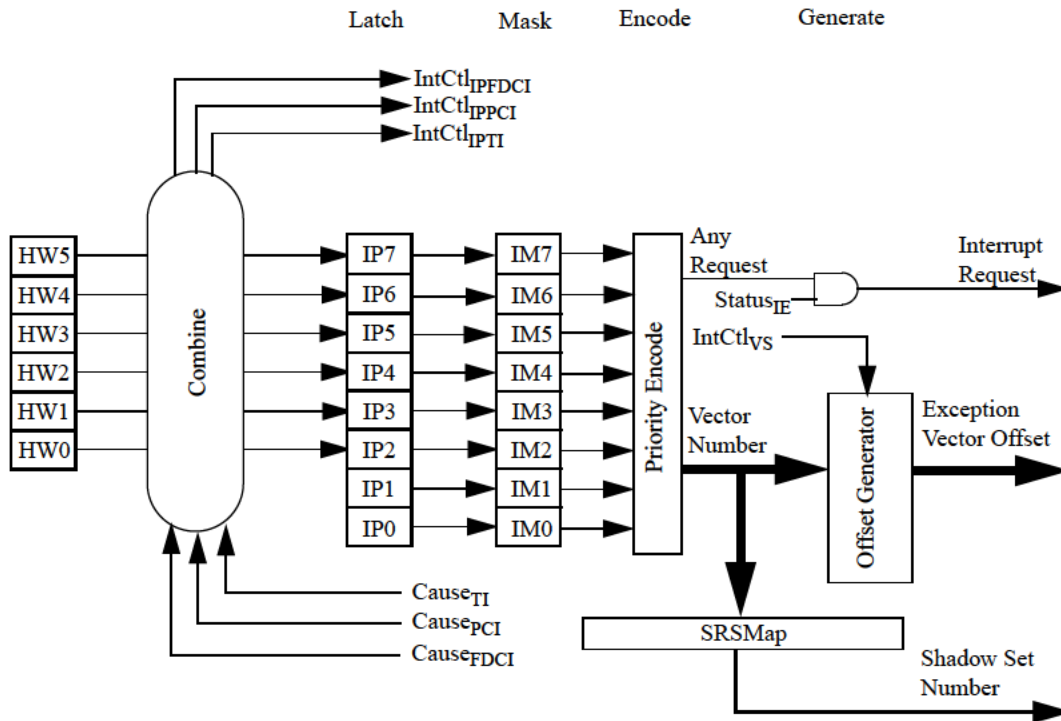 Latch Mask Encode Generate
IntCtlIPFDCI
IntCtlIPPCI
IntCtlIPTI
HW5
HW4
HW3
HW2
HW1
HW0
Combine
IP7
IP6
IP5
IP4
IP3
IP2
IP1
IP0
IM7
IM6
IM5
IM4
IM3
IM2
IM1
IM0
Priority Encode
Any
Request
StatusIE
IntCtlVS
Vector
Number
Offset Generator
Interrupt
Request
Exception
Vector Offset
CauseTI
CausePCI
CauseFDCI
SRSMap
Shadow Set
Number